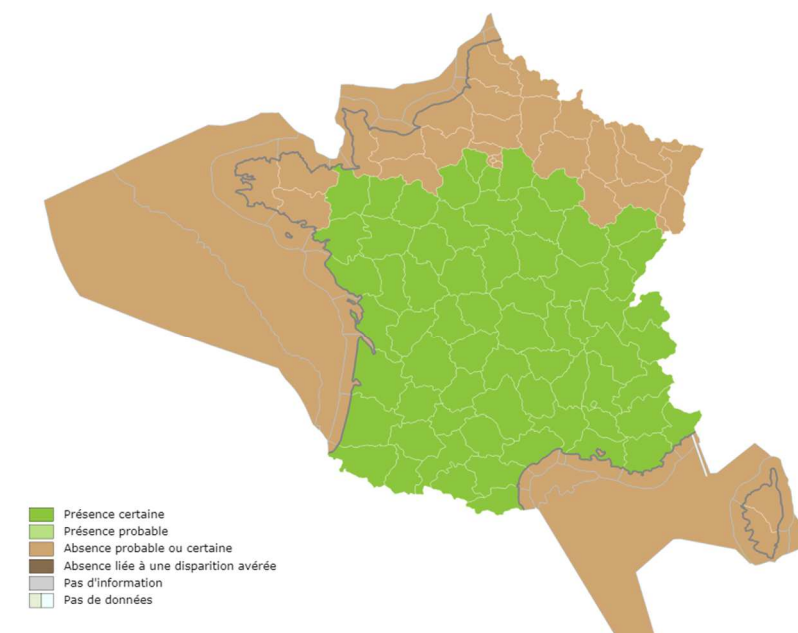 Présence certaine
Présence probable
Absence probable ou certaine
Absence liée à une disparition avérée
Pas d'information
Pas de données